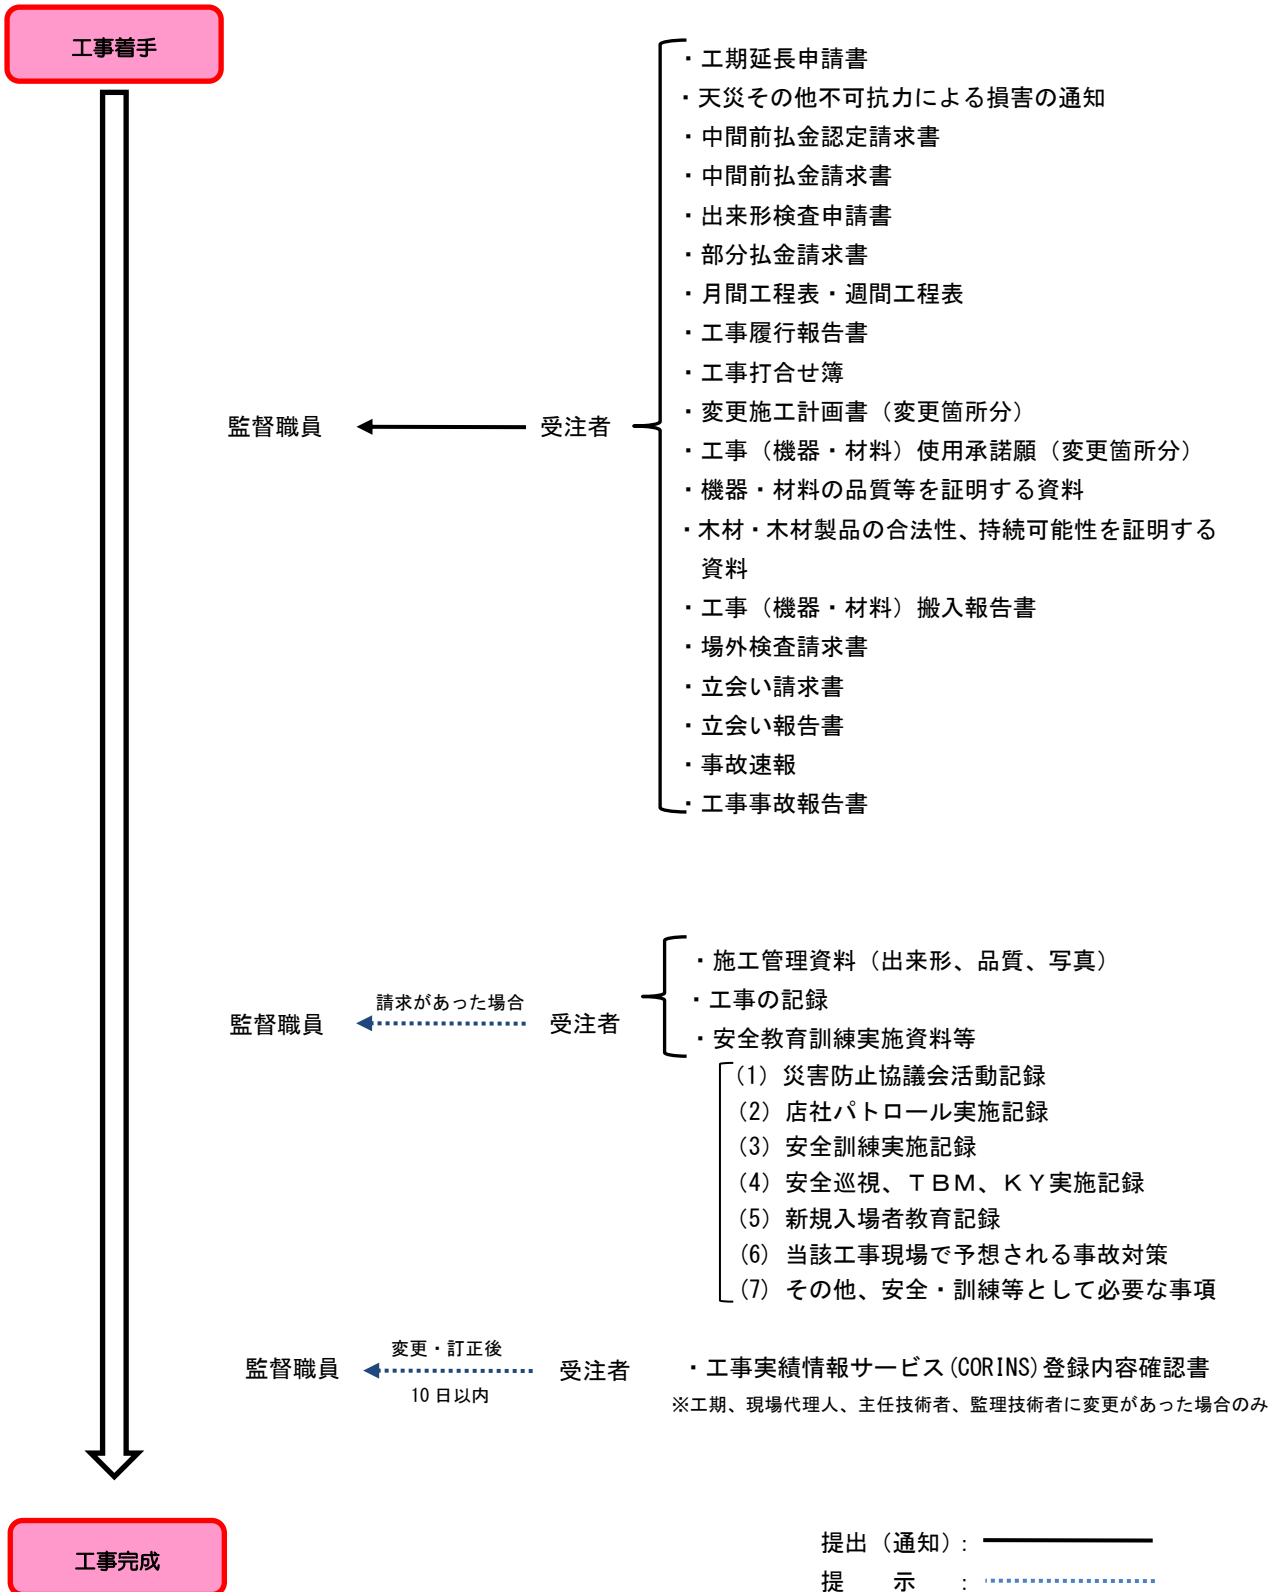 工事着手
・工期延長申請書
・天災その他不可抗力による損害の通知
・中間前払金認定請求書
・中間前払金請求書
・出来形検査申請書
・部分払金請求書
・月間工程表・週間工程表
・工事履行報告書
・工事打合せ簿
・変更施工計画書（変更箇所分）
監督職員 受注者
・工事（機器・材料）使用承諾願（変更箇所分）
・機器・材料の品質等を証明する資料
・木材・木材製品の合法性、持続可能性を証明する
資料
・工事（機器・材料）搬入報告書
・場外検査請求書
・立会い請求書
・立会い報告書
・事故速報
・工事事故報告書
・施工管理資料（出来形、品質、写真）
請求があった場合
・工事の記録
監督職員 受注者
・安全教育訓練実施資料等
(1) 災害防止協議会活動記録
(2) 店社パトロール実施記録
(3) 安全訓練実施記録
(4) 安全巡視、ＴＢＭ、ＫＹ実施記録
(5) 新規入場者教育記録
(6) 当該工事現場で予想される事故対策
(7) その他、安全・訓練等として必要な事項
変更・訂正後
監督職員 受注者 ・工事実績情報サービス(CORINS)登録内容確認書
10 日以内
※工期、現場代理人、主任技術者、監理技術者に変更があった場合のみ
工事完成
提出（通知）:
提　示　: